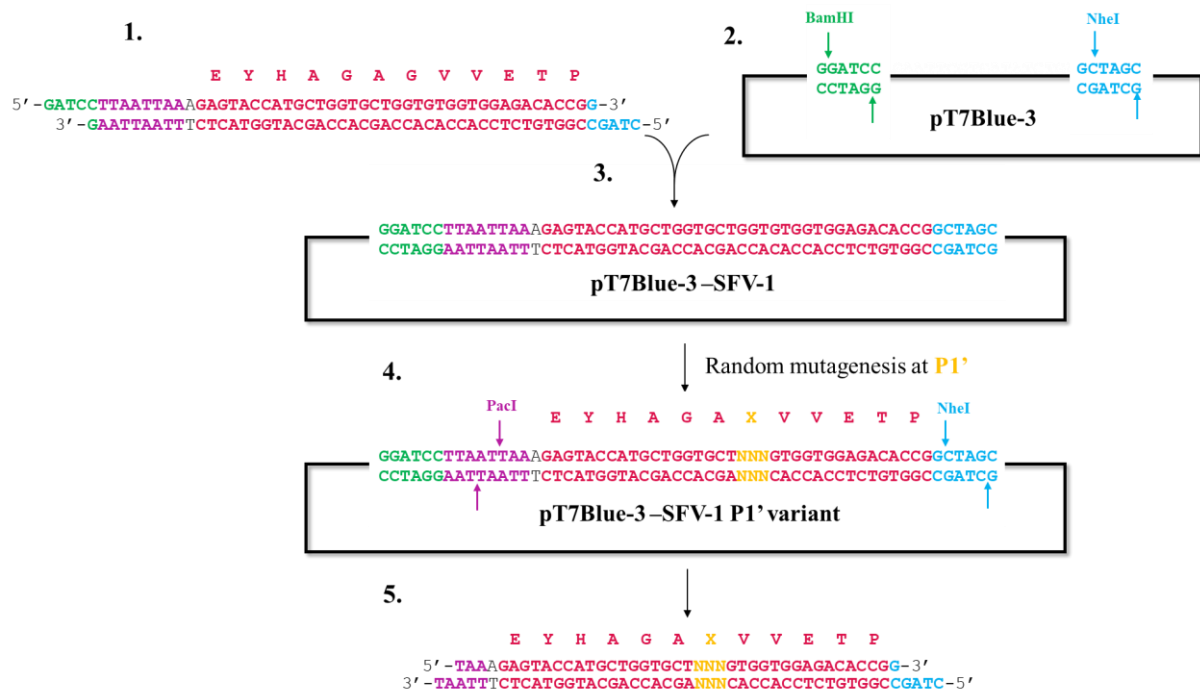 1.
E Y H A G A G V V E T P
5’-GATCCTTAATTAAAGAGTACCATGCTGGTGCTGGTGTGGTGGAGACACCGG-3’
3’-GAATTAATTTCTCATGGTACGACCACGACCACACCACCTCTGTGGCCGATC-5’
2.
BamHI
NheI
GGATCC GCTAGC
CCTAGG CGATCG
pT7Blue-3
3.
GGATCCTTAATTAAAGAGTACCATGCTGGTGCTGGTGTGGTGGAGACACCGGCTAGC
CCTAGGAATTAATTTCTCATGGTACGACCACGACCACACCACCTCTGTGGCCGATCG
pT7Blue-3 –SFV-1
Random mutagenesis at P1’
4.
PacI
E Y H A G A X V V E T P
NheI
GGATCCTTAATTAAAGAGTACCATGCTGGTGCTNNNGTGGTGGAGACACCGGCTAGC
CCTAGGAATTAATTTCTCATGGTACGACCACGANNNCACCACCTCTGTGGCCGATCG
pT7Blue-3 –SFV-1 P1’ variant
5.
E Y H A G A X V V E T P
5’-TAAAGAGTACCATGCTGGTGCTNNNGTGGTGGAGACACCGG-3’
3’-TAATTTCTCATGGTACGACCACGANNNCACCACCTCTGTGGCCGATC-5’